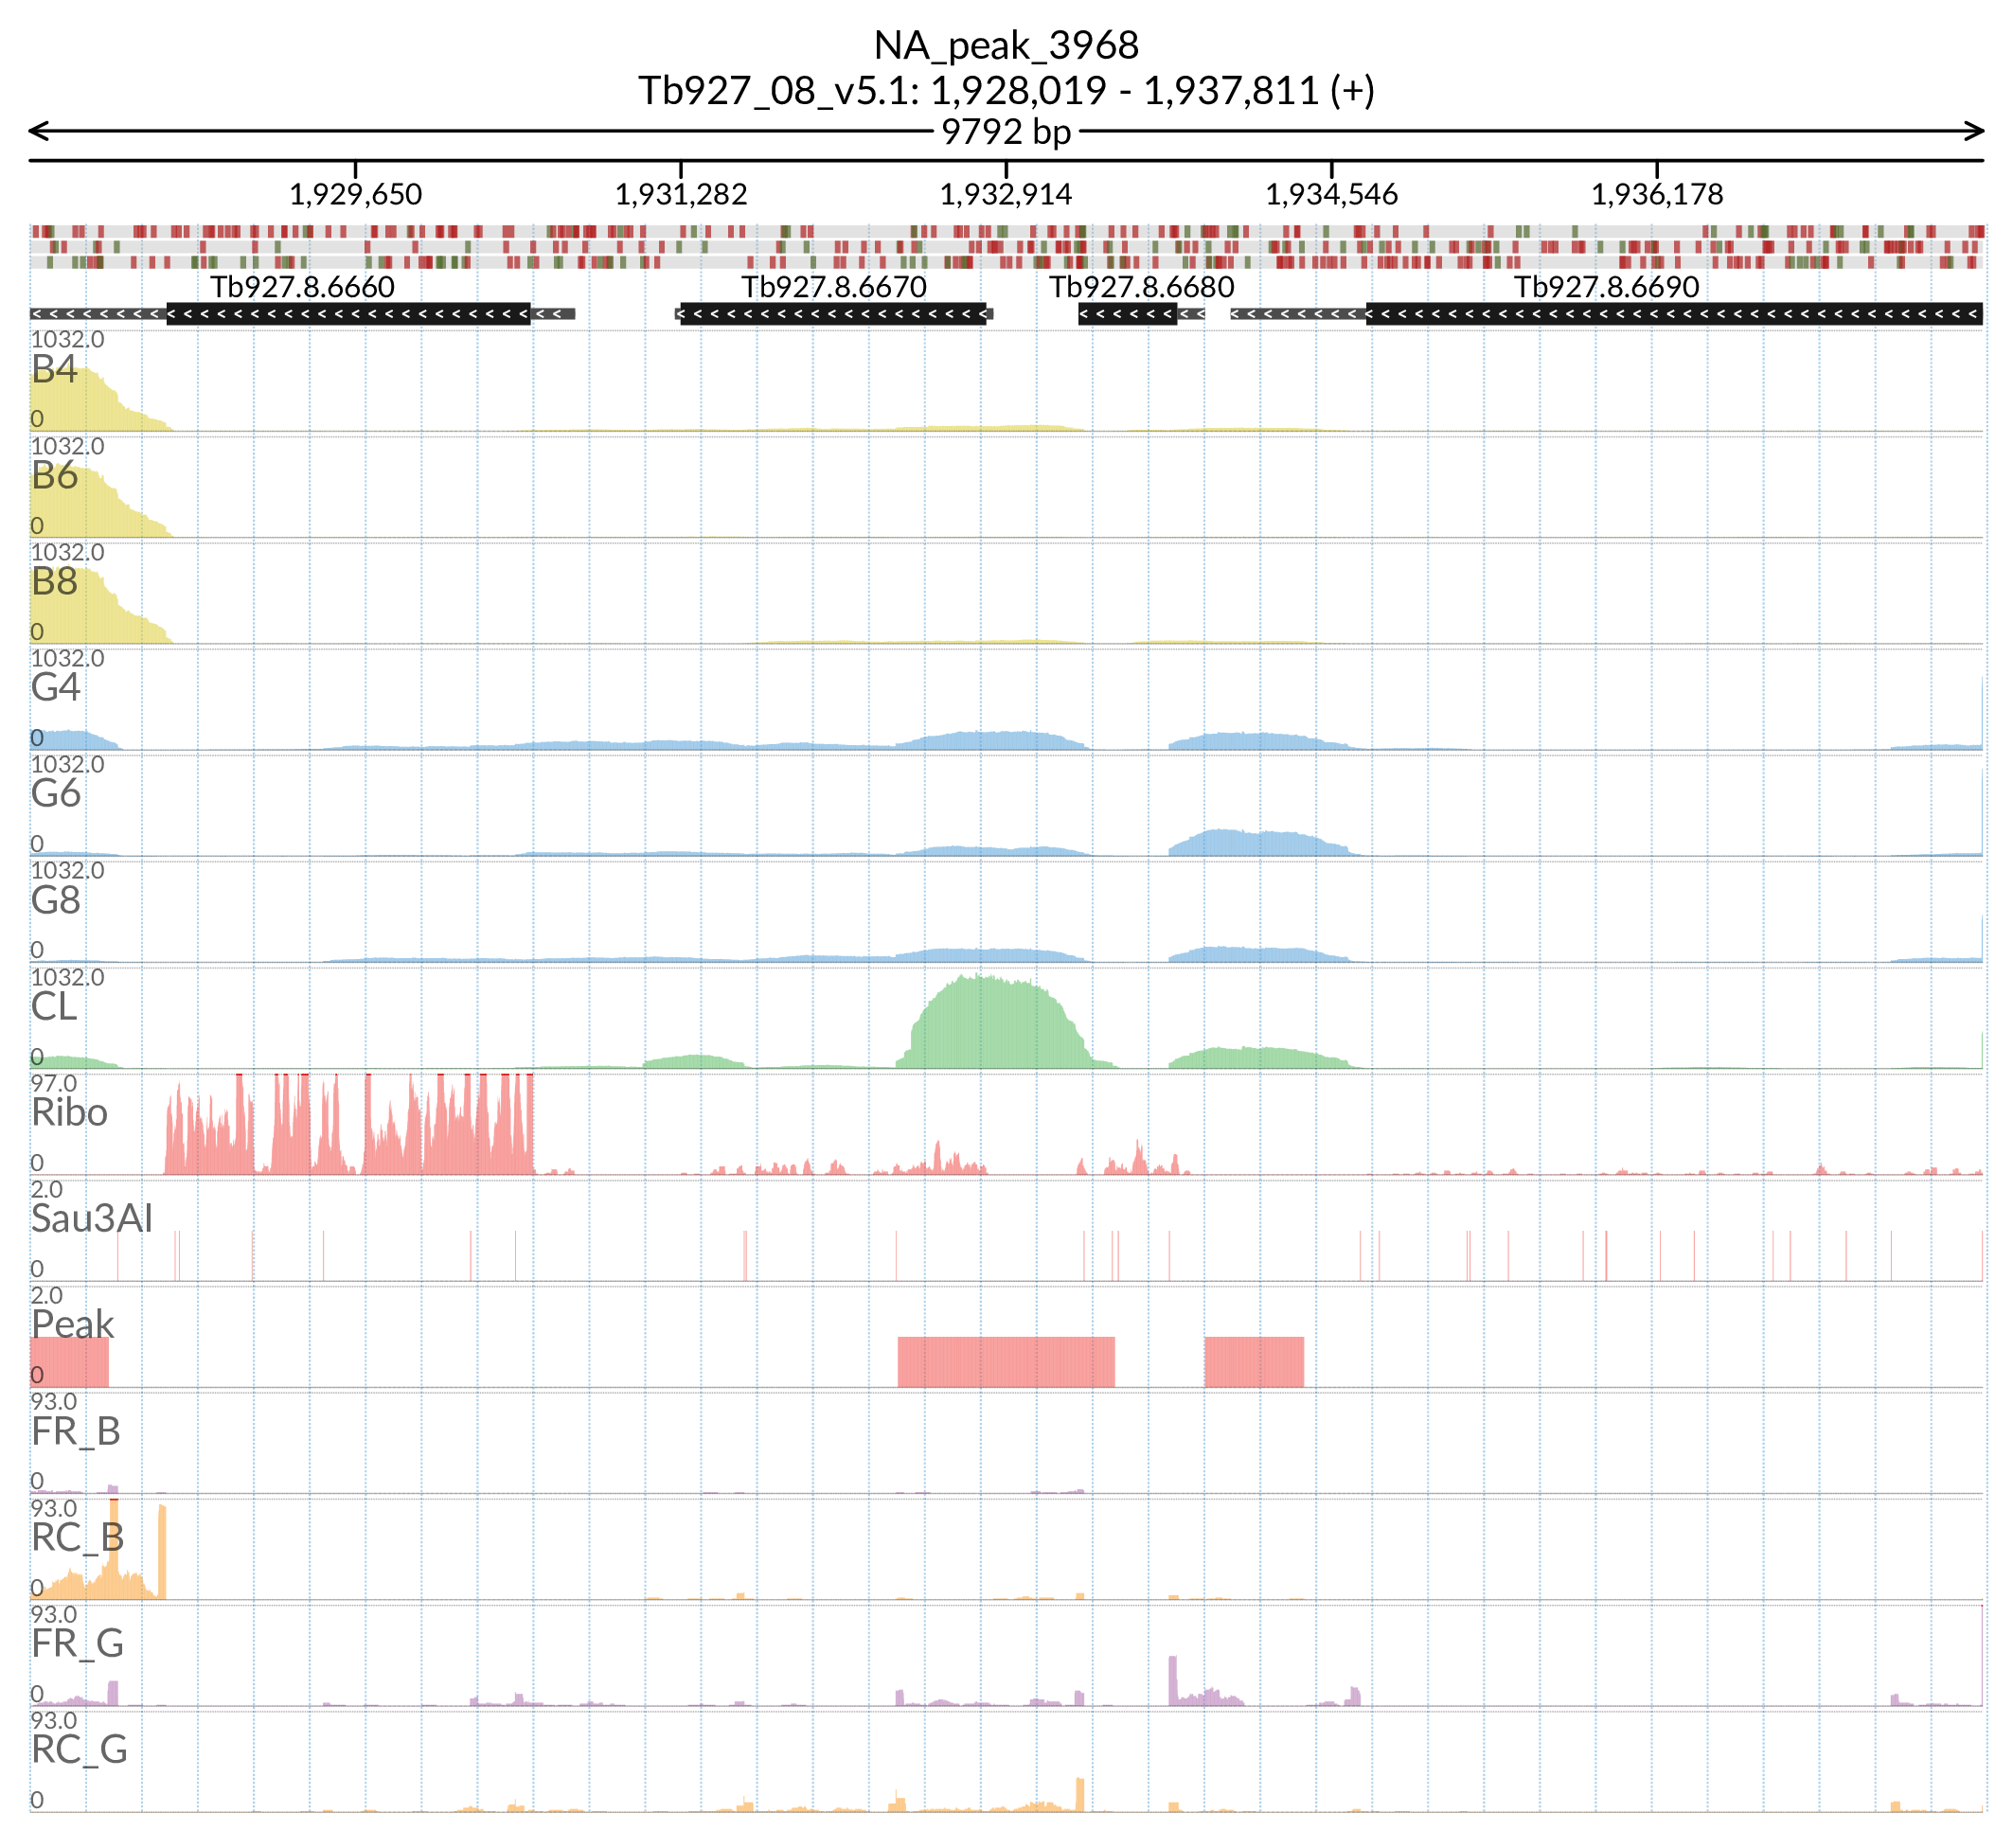 NA_peak_3968
Tb927_08_v5.1: 1,928,019 - 1,937,811 (+)
9792 bp
1,929,650 1,931,282 1,932,914 1,934,546 1,936,178
Tb927.8.6660 Tb927.8.6670 Tb927.8.6680 Tb927.8.6690
1032.0
B4
0
1032.0
B6
0
1032.0
B8
0
1032.0
G4
0
1032.0
G6
0
1032.0
G8
0
1032.0
CL
0
97.0
Ribo
0
2.0
Sau3AI
0
2.0
Peak
0
93.0
FR_B
0
93.0
RC_B
0
93.0
FR_G
0
93.0
RC_G
0